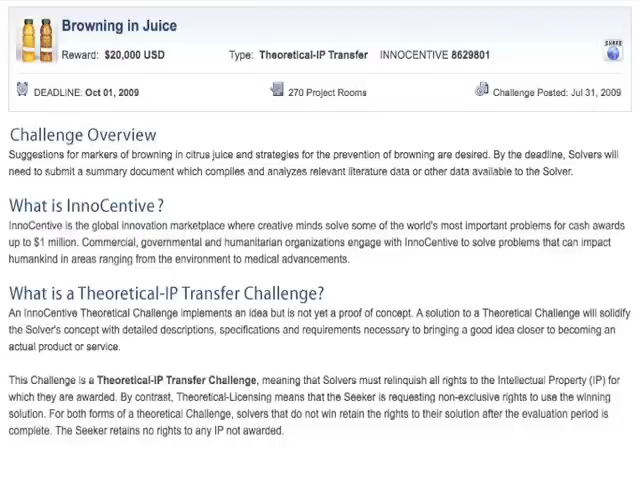 Browning in Juice
Reward: $20,000 USD Type: Theoretical-IP Transfer INNOCENTIVE 8629801
SHARE
DEADLINE: Oct 01, 2009 270 Project Rooms Challenge Posted: Jul 31, 2009
Challenge Overview
Suggestions for markers of browning in citrus juice and strategies for the prevention of browning are desired. By the deadline, Solvers will
need to submit a summary document which compiles and analyzes relevant literature data or other data available to the Solver.
What is InnoCentive?
InnoCentive is the global innovation marketplace where creative minds solve some of the world's most important problems for cash awards
up to $1 million. Commercial, governmental and humanitarian organizations engage with InnoCentive to solve problems that can impact
humankind in areas ranging from the environment to medical advancements.
What is a Theoretical-IP Transfer Challenge?
An InnoCentive Theoretical Challenge implements an idea but is not yet a proof of concept. A solution to a Theoretical Challenge will solidify
the Solver's concept with detailed descriptions, specifications and requirements necessary to bringing a good idea closer to becoming an
actual product or service.
This Challenge is a Theoretical-IP Transfer Challenge, meaning that Solvers must relinquish all rights to the Intellectual Property (IP) for
which they are awarded. By contrast, Theoretical-Licensing means that the Seeker is requesting non-exclusive rights to use the winning
solution. For both forms of a theoretical Challenge, solvers that do not win retain the rights to their solution after the evaluation period is
complete. The Seeker retains no rights to any IP not awarded.